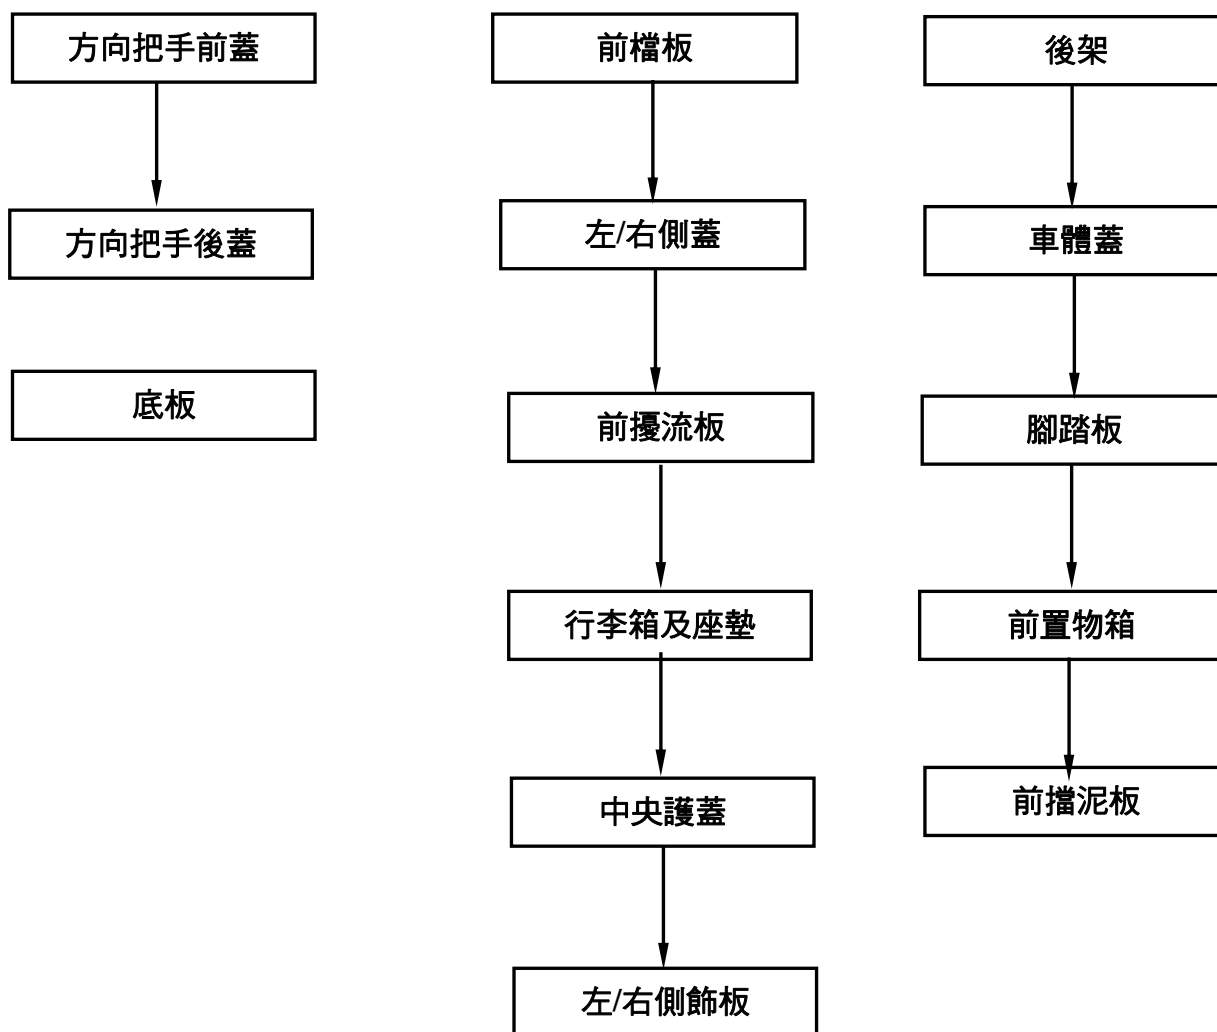 方向把手前蓋
方向把手後蓋
底板
前檔板
左/右側蓋
前擾流板
行李箱及座墊
中央護蓋
左/右側飾板
後架
車體蓋
腳踏板
前置物箱
前擋泥板